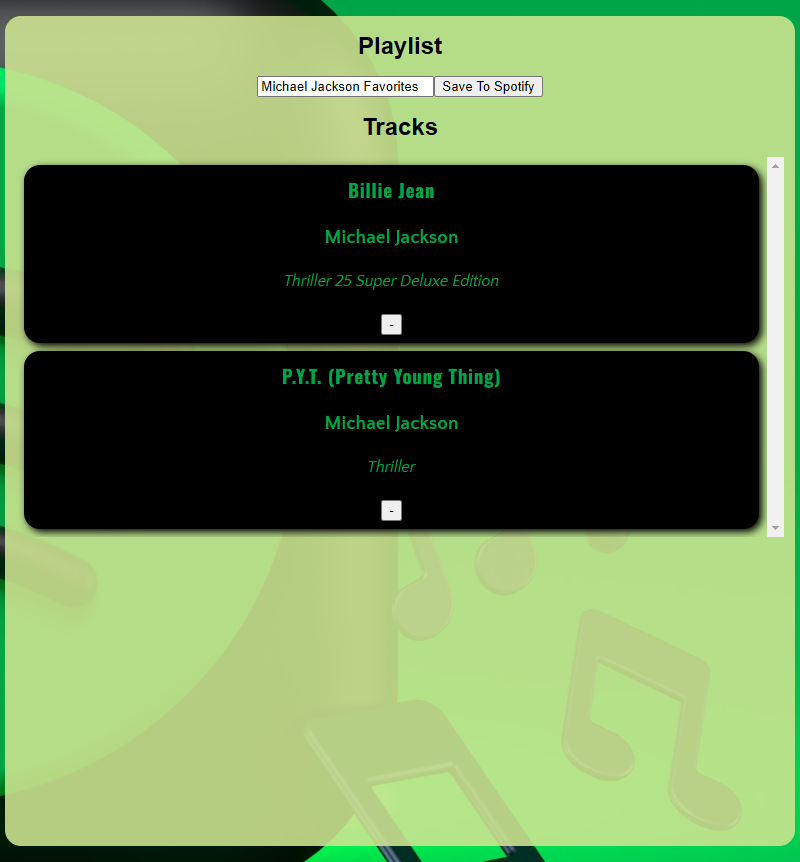 Playlist
Michael Jackson Favorites Save To Spotify
Tracks
Billie Jean
Michael Jackson
Thriller 25 Super Deluxe Edition
-
P.Y.T. (Pretty Young Thing)
Michael Jackson
Thriller
-